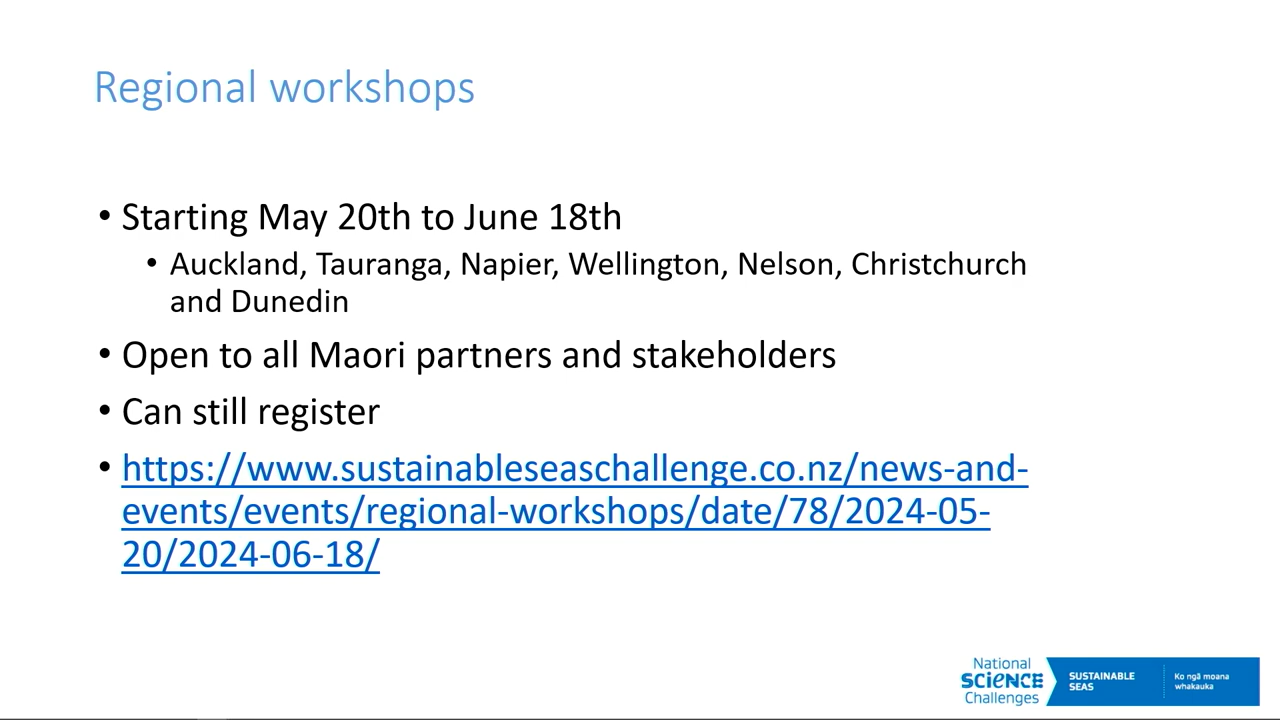 Regional workshops
• Starting May 20th to June 18th
• Auckland, Tauranga, Napier, Wellington, Nelson, Christchurch
and Dunedin
• Open to all Maori partners and stakeholders
• Can still register
• https://www.sustainableseaschallenge.co.nz/news-and-
events/events/regional-workshops/date/78/2024-05-
20/2024-06-18/
National
SCIENCE
Challenges
SUSTAINABLE
SEAS
Ko ngā moana
whakauka